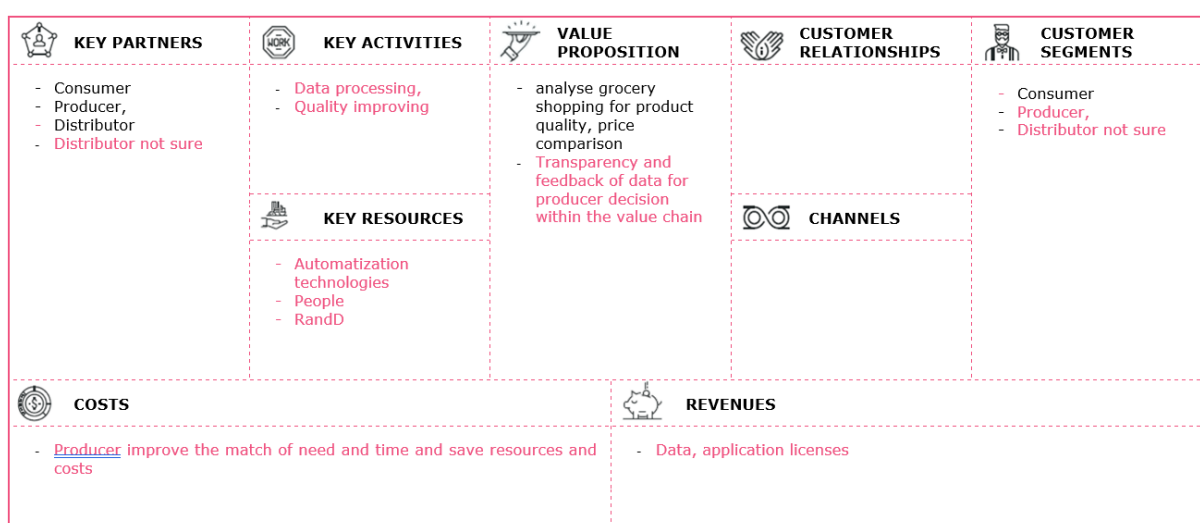 KEY PARTNERS
- Consumer
- Producer,
- Distributor
- Distributor not sure
WORK
KEY ACTIVITIES
- Data processing,
- Quality improving
KEY RESOURCES
- Automatization
technologies
- People
- RandD
VALUE
PROPOSITION
- analyse grocery
shopping for product
quality, price
comparison
- Transparency and
feedback of data for
producer decision
within the value chain
CUSTOMER
RELATIONSHIPS
CHANNELS
CUSTOMER
SEGMENTS
- Consumer
- Producer,
- Distributor not sure
COSTS
- Producer improve the match of need and time and save resources and
costs
REVENUES
- Data, application licenses